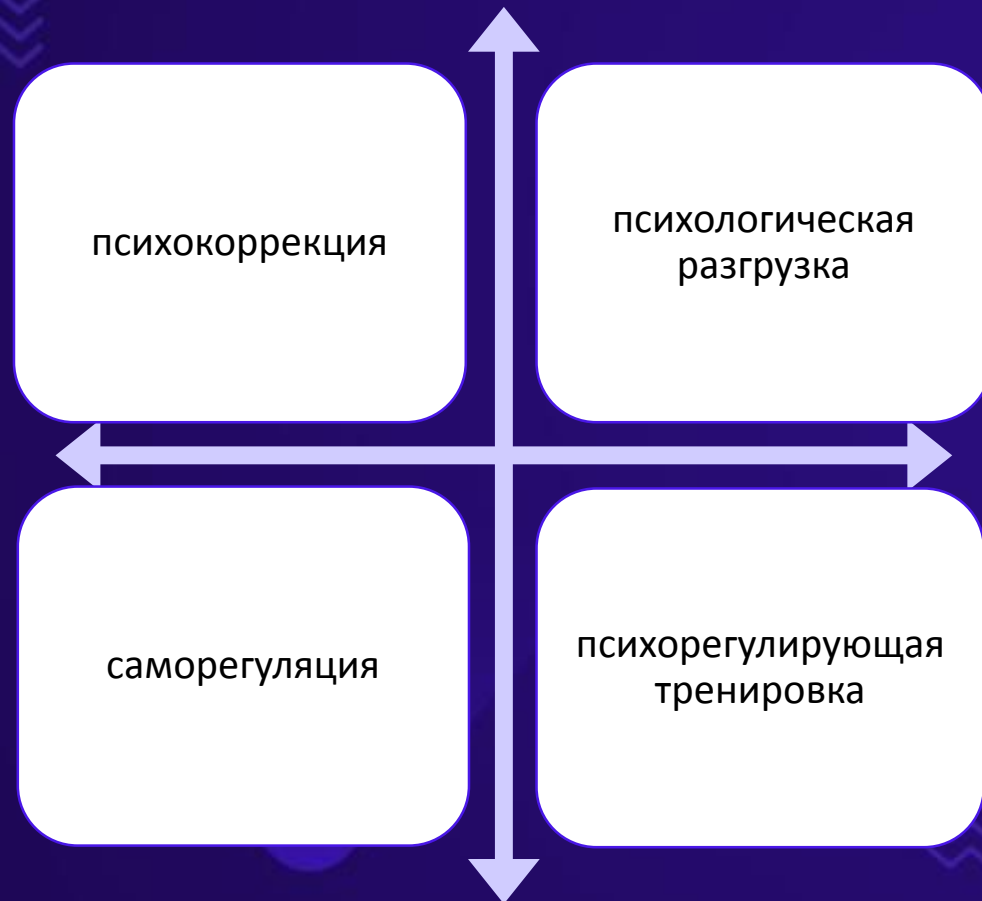 психокоррекция
психологическая
разгрузка
саморегуляция
психорегулирующая
тренировка